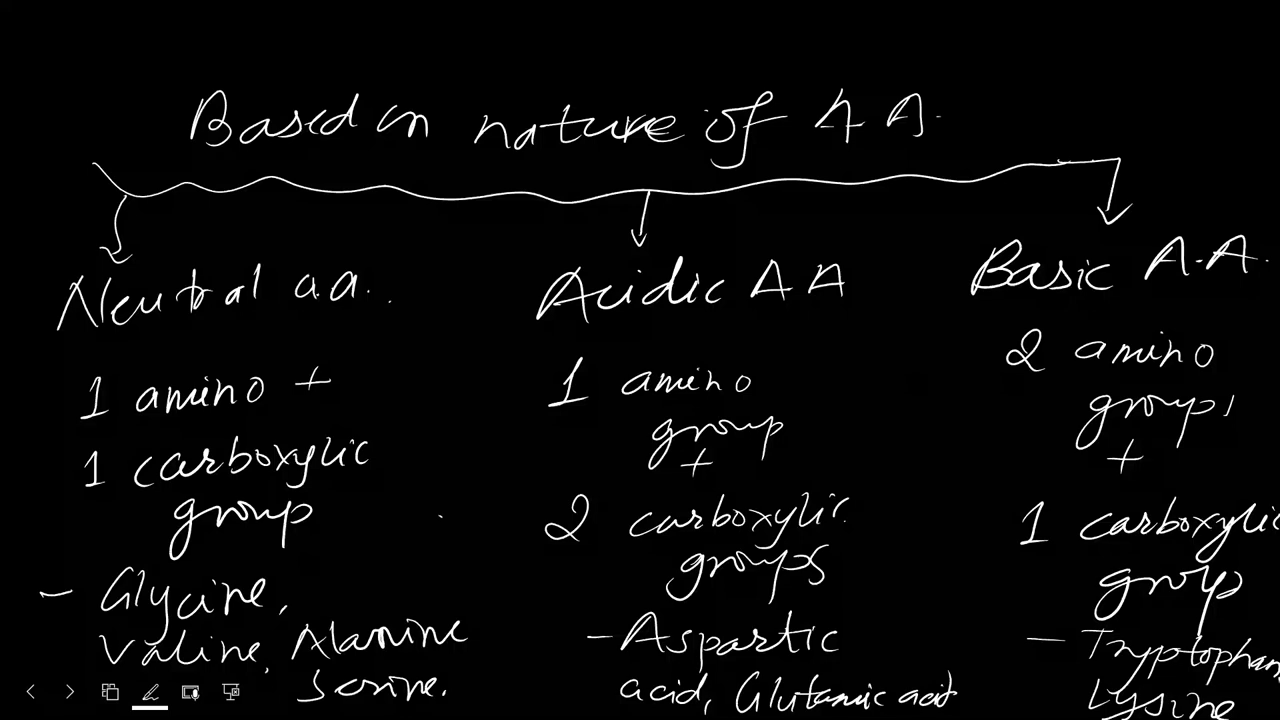 Based on nature of A A.
Neutral a.a.
1 amino +
1 carboxylic
group
- Glycine,
Valine, Alanine
Serine.
Acidic A A
1 amino
group
+
2 carboxylic
groups
- Aspartic
acid, Glutamic acid
Basic A.A.
2 amino
groups
+
1 carboxylic
group
- Tryptophan
Lysine